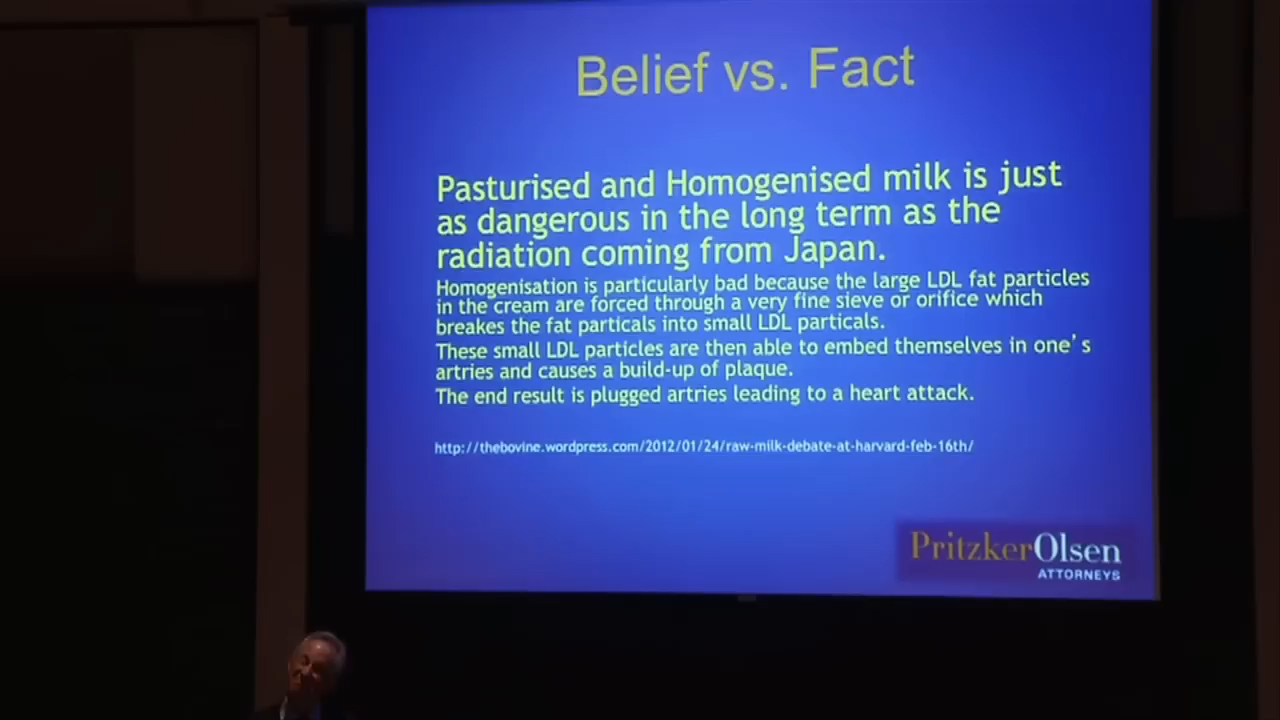 Belief vs. Fact
Pasturised and Homogenised milk is just
as dangerous in the long term as the
radiation coming from Japan.
Homogenisation is particularly bad because the large LDL fat particles
in the cream are forced through a very fine sieve or orifice which
breakes the fat particals into small LDL particals.
These small LDL particles are then able to embed themselves in one's
artries and causes a build-up of plaque.
The end result is plugged artries leading to a heart attack.
http://thebovine.wordpress.com/2012/01/24/raw-milk-debate-at-harvard-feb-16th/
PritzkerOlsen
ATTORNEYS